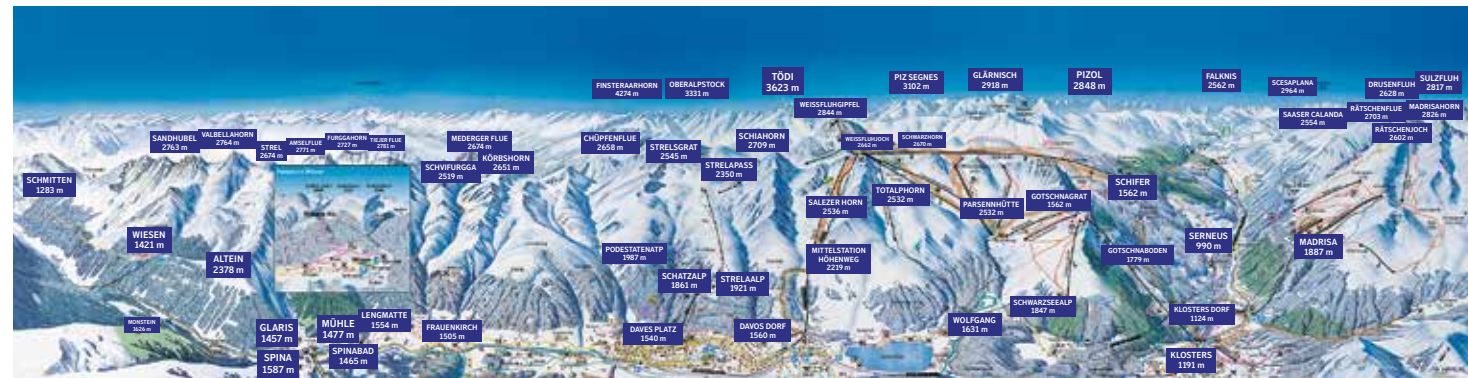 FINSTERAARHORN
4274 m
OBERALPSTOCK
3331 m
TÖDI
3623 m
PIZ SEGNES
3102 m
GLÄRNISCH
2918 m
PIZOL
2848 m
FALKNIS
2562 m
SCESAPLANA
2964 m
DRUSENFLUH
2628 m
SULZFLUH
2817 m
WEISSFLUHGIPFEL
2844 m
SAASER CALANDA
2554 m
RÄTSCHENFLUE
2703 m
MADRISAHORN
2826 m
RÄTSCHENJOCH
2602 m
SANDHUBEL
2763 m
VALBELLAHORN
2764 m
STREL
2674 m
AMSELFLUE
2771 m
FURGGAHORN
2727 m
TIEJER FLUE
2781 m
MEDERGER FLUE
2674 m
KÖRBSHORN
2651 m
SCHVIFURGGA
2519 m
CHÜPFENFLUE
2658 m
STRELSGRAT
2545 m
SCHIAHORN
2709 m
STRELAPASS
2350 m
WEISSFLUHJOCH
2662 m
SCHWARZHORN
2670 m
SCHMITTEN
1283 m
SALEZER HORN
2536 m
TOTALPHORN
2532 m
PARSENNHÜTTE
2532 m
GOTSCHNAGRAT
1562 m
SCHIFER
1562 m
WIESEN
1421 m
ALTEIN
2378 m
PODESTATENATP
1987 m
SCHATZALP
1861 m
STRELAALP
1921 m
MITTELSTATION
HÖHENWEG
2219 m
GOTSCHNABODEN
1779 m
SERNEUS
990 m
MADRISA
1887 m
MONSTEIN
1626 m
GLARIS
1457 m
SPINA
1587 m
MÜHLE
1477 m
LENGMATTE
1554 m
SPINABAD
1465 m
FRAUENKIRCH
1505 m
DAVES PLATZ
1540 m
DAVOS DORF
1560 m
WOLFGANG
1631 m
SCHWARZSEEALP
1847 m
KLOSTERS DORF
1124 m
KLOSTERS
1191 m